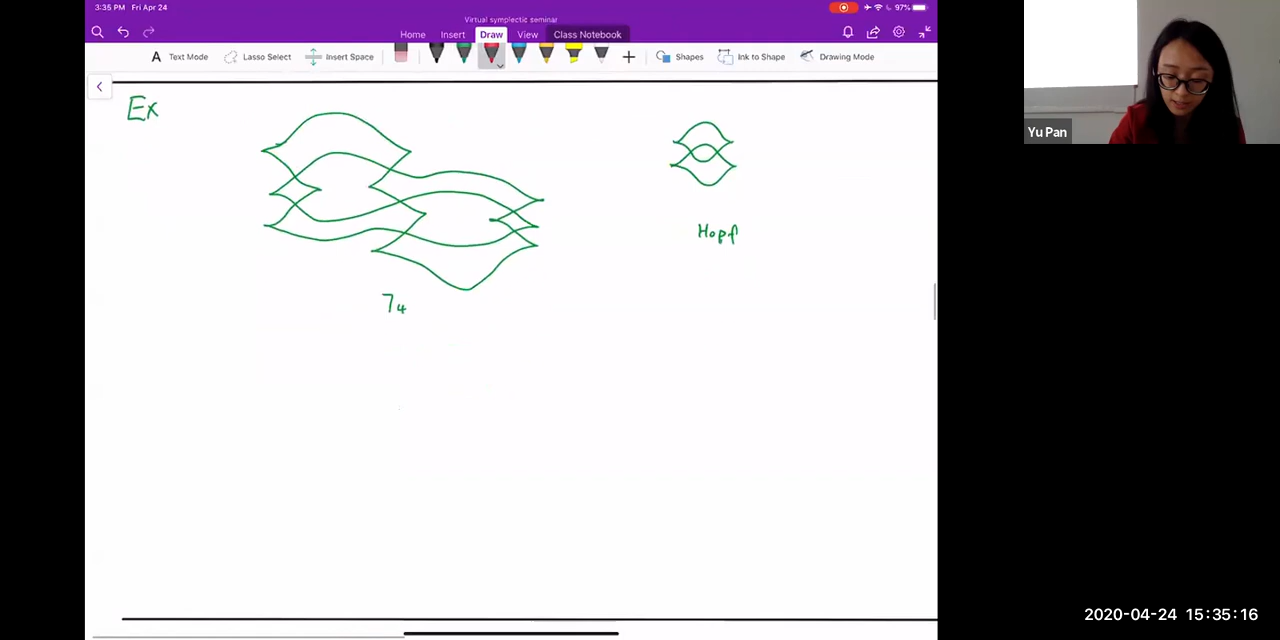 3:35 PM Fri Apr 24
97%
Virtual symplectic seminar
Home Insert Draw View Class Notebook
Text Mode Lasso Select Insert Space Shapes Ink to Shape Drawing Mode
Ex
Yu Pan
Hopf
7₄
2020-04-24 15:35:16